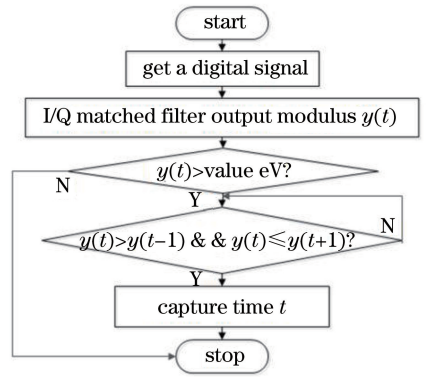 start
get a digital signal
I/Q matched filter output modulus y(t)
y(t)>value eV?
N
Y
y(t)>y(t−1) & & y(t)⩽y(t+1)?
N
Y
capture time t
stop